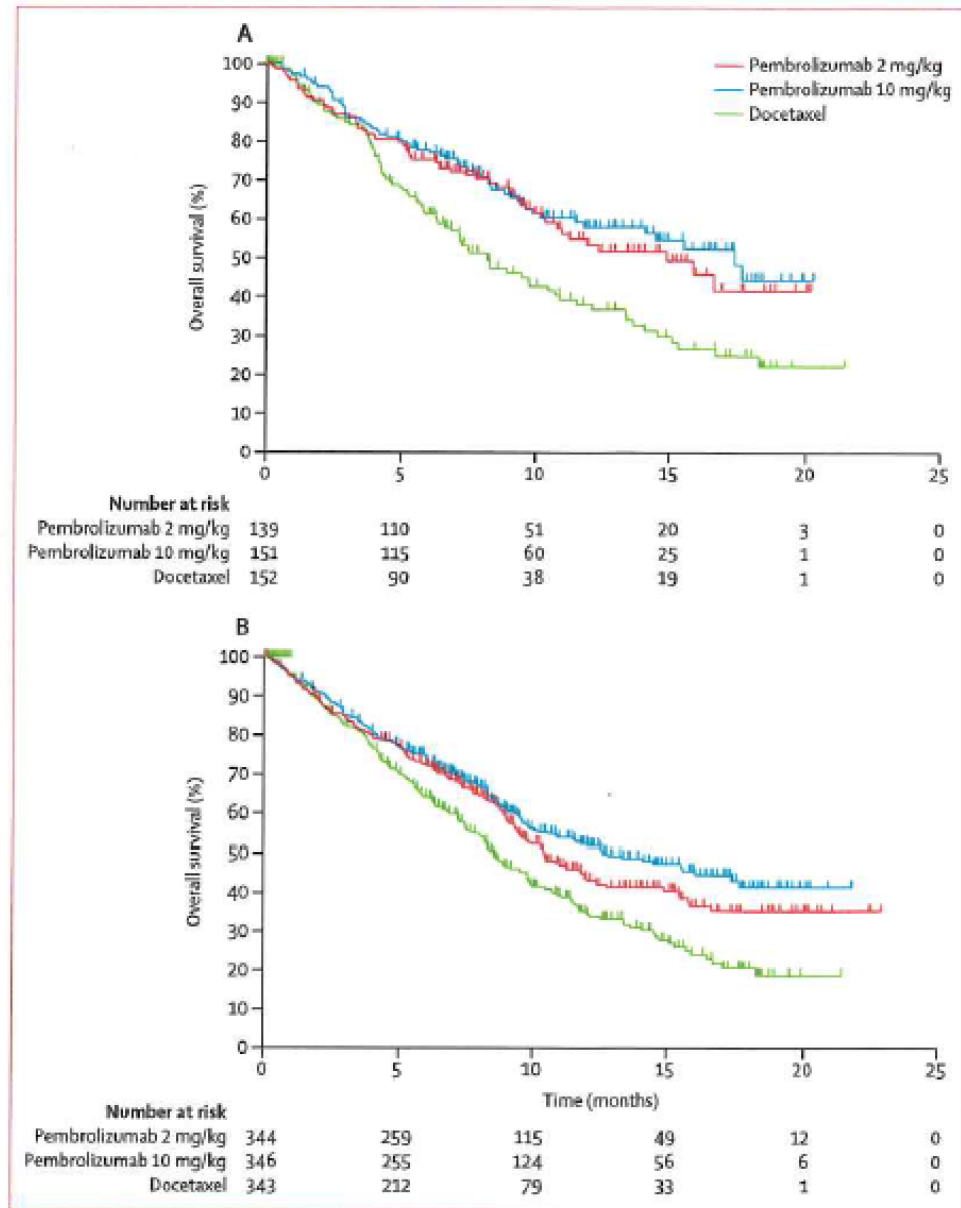 A
Pembrolizumab 2 mg/kg
Pembrolizumab 10 mg/kg
Docetaxel
Overall survival (%)
100
90
80
70
60
50
40
30
20
10
0
0 5 10 15 20 25
Number at risk
Pembrolizumab 2 mg/kg 139 110 51 20 3 0
Pembrolizumab 10 mg/kg 151 115 60 25 1 0
Docetaxel 152 90 38 19 1 0
B
Overall survival (%)
100
90
80
70
60
50
40
30
20
10
0
0 5 10 15 20 25
Time (months)
Number at risk
Pembrolizumab 2 mg/kg 344 259 115 49 12 0
Pembrolizumab 10 mg/kg 346 255 124 56 6 0
Docetaxel 343 212 79 33 1 0